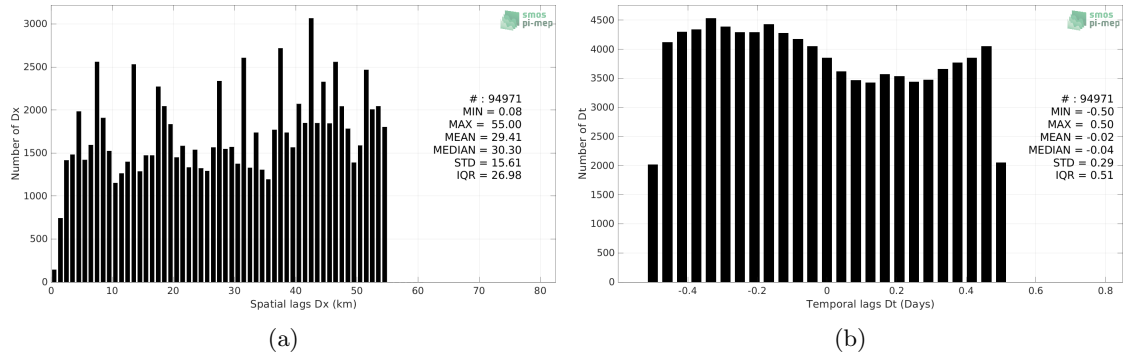 smos
pi-mep
3000
2500
2000
1500
1000
500
0
Number of Dx
# : 94971
MIN = 0.08
MAX = 55.00
MEAN = 29.41
MEDIAN = 30.30
STD = 15.61
IQR = 26.98
0 10 20 30 40 50 60 70 80
Spatial lags Dx (km)
(a)
smos
pi-mep
4500
4000
3500
3000
2500
2000
1500
1000
500
0
Number of Dt
# : 94971
MIN = -0.50
MAX = 0.50
MEAN = -0.02
MEDIAN = -0.04
STD = 0.29
IQR = 0.51
-0.4 -0.2 0 0.2 0.4 0.6 0.8
Temporal lags Dt (Days)
(b)